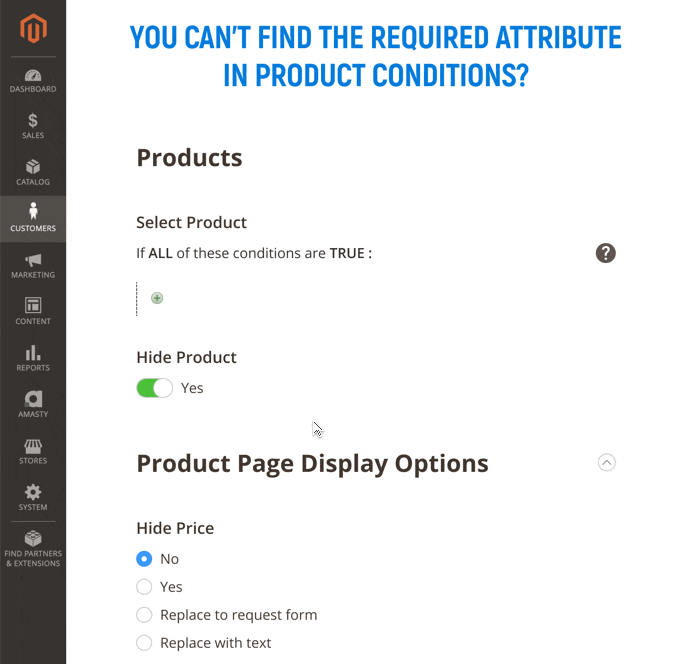 YOU CAN'T FIND THE REQUIRED ATTRIBUTE
IN PRODUCT CONDITIONS?
DASHBOARD
$
SALES
CATALOG
CUSTOMERS
MARKETING
CONTENT
REPORTS
AMASTY
STORES
SYSTEM
FIND PARTNERS
& EXTENSIONS
Products
Select Product
If ALL of these conditions are TRUE :
?
Hide Product
Yes
Product Page Display Options
Hide Price
No
Yes
Replace to request form
Replace with text